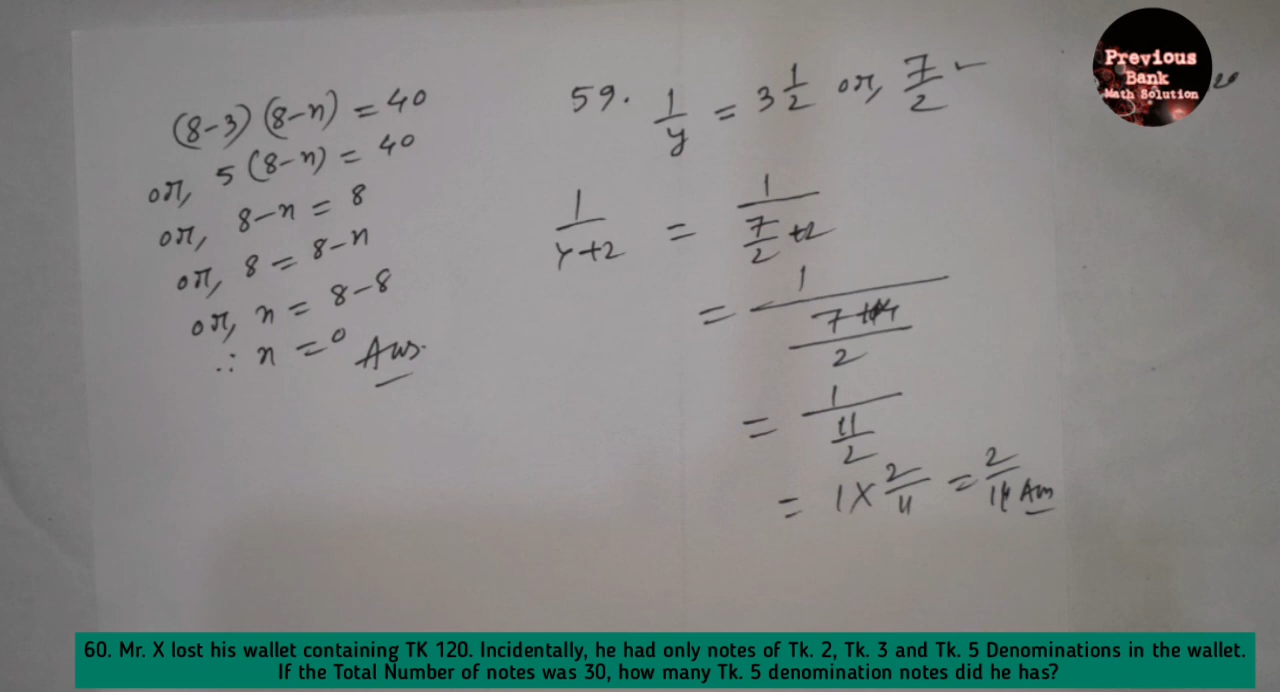 (8-3) (8-n) = 40
or, 5 (8-n) = 40
or, 8-n = 8
or, 8 = 8-n
or, n = 8-8
∴ n = 0 Ans.
59. 1/y = 3 1/2 or, 7/2
1/(y+2) = 1/(7/2 +2)
= 1/((7+4)/2)
= 1/(11/2)
= 1 X 2/11 = 2/11 Ans
Previous
Bank
Math Solution
60. Mr. X lost his wallet containing TK 120. Incidentally, he had only notes of Tk. 2, Tk. 3 and Tk. 5 Denominations in the wallet.
If the Total Number of notes was 30, how many Tk. 5 denomination notes did he has?